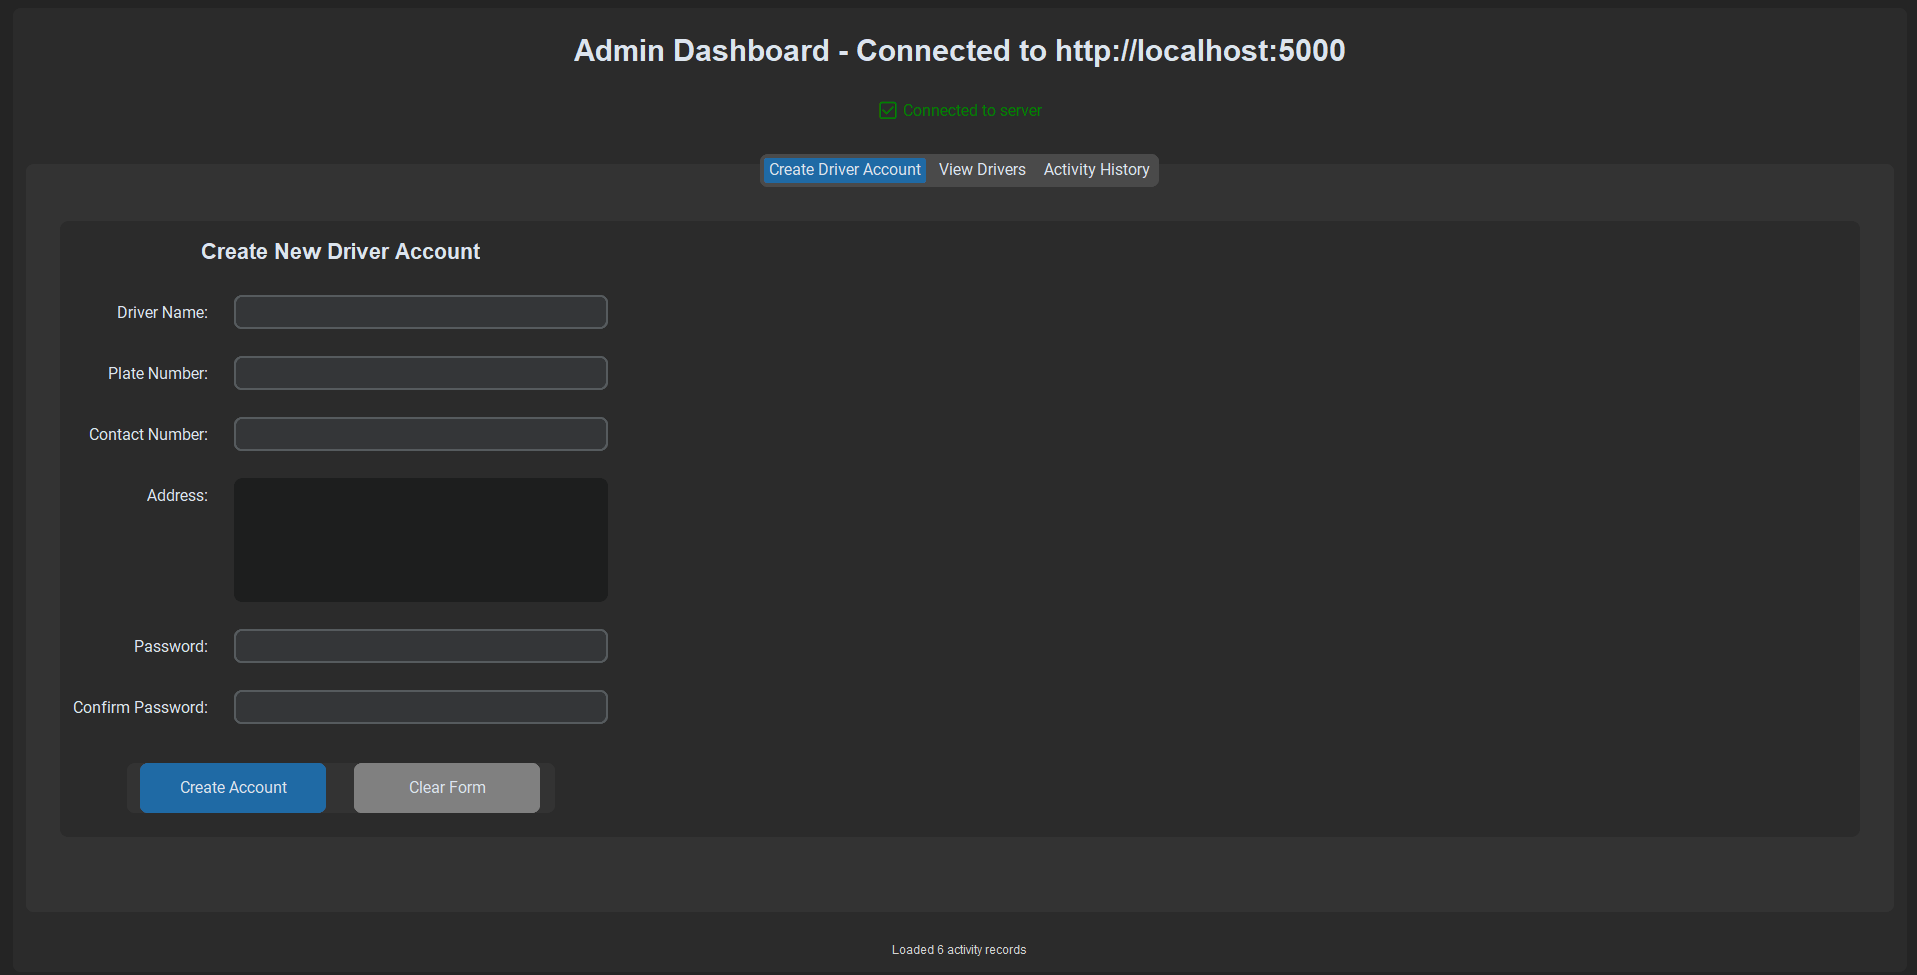 Admin Dashboard - Connected to http://localhost:5000
Connected to server
Create Driver Account View Drivers Activity History
Create New Driver Account
Driver Name:
Plate Number:
Contact Number:
Address:
Password:
Confirm Password:
Create Account Clear Form
Loaded 6 activity records